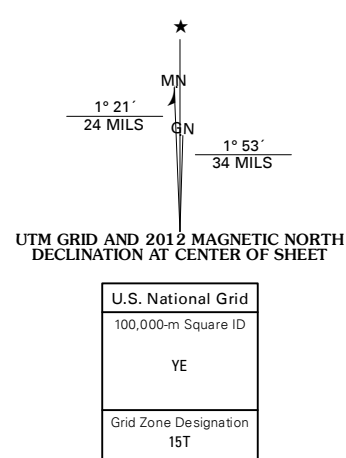 ★
MN
1° 21´
24 MILS
GN
1° 53´
34 MILS
UTM GRID AND 2012 MAGNETIC NORTH
DECLINATION AT CENTER OF SHEET
U.S. National Grid
100,000-m Square ID
YE
Grid Zone Designation
15T